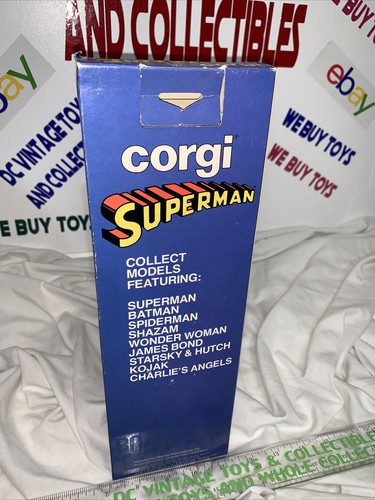 AND COLLECTIBLES
ebay
DC VINTAGE TOYS
AND COLLEC
WE BUY TOYS
ebay
WE BUY TOYS
WE BUY TOYS
corgi
SUPERMAN
COLLECT
MODELS
FEATURING:
SUPERMAN
BATMAN
SPIDERMAN
SHAZAM
WONDER WOMAN
JAMES BOND
STARSKY & HUTCH
KOJAK
CHARLIE'S ANGELS
DC VINTAGE TOYS & COLLECTIBLES
TOYS AND WHOLE COLLECT